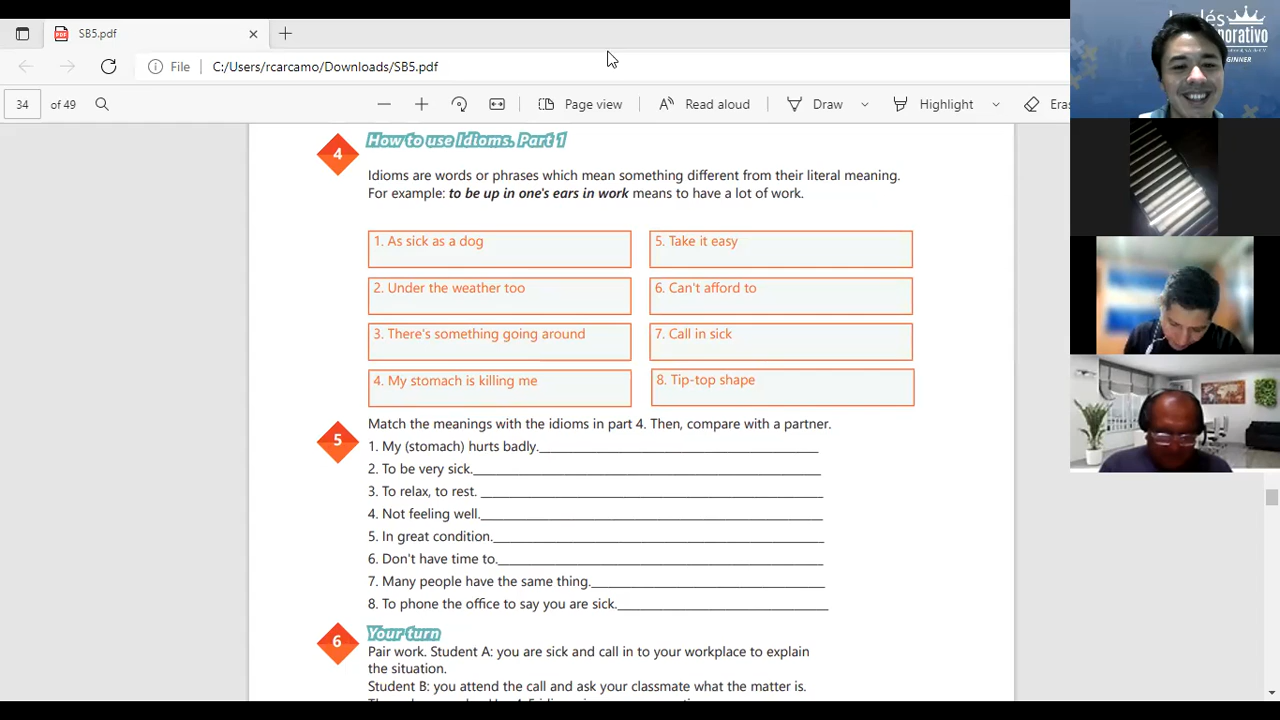 SB5.pdf
File
C:/Users/rcarcamo/Downloads/SB5.pdf
34
of 49
Page view
Read aloud
Draw
Highlight
Eras
4
How to use Idioms. Part 1
Idioms are words or phrases which mean something different from their literal meaning.
For example: to be up in one's ears in work means to have a lot of work.
1. As sick as a dog
5. Take it easy
2. Under the weather too
6. Can't afford to
3. There's something going around
7. Call in sick
4. My stomach is killing me
8. Tip-top shape
5
Match the meanings with the idioms in part 4. Then, compare with a partner.
1. My (stomach) hurts badly.
2. To be very sick.
3. To relax, to rest.
4. Not feeling well.
5. In great condition.
6. Don't have time to.
7. Many people have the same thing.
8. To phone the office to say you are sick.
6
Your turn
Pair work. Student A: you are sick and call in to your workplace to explain
the situation.
Student B: you attend the call and ask your classmate what the matter is.